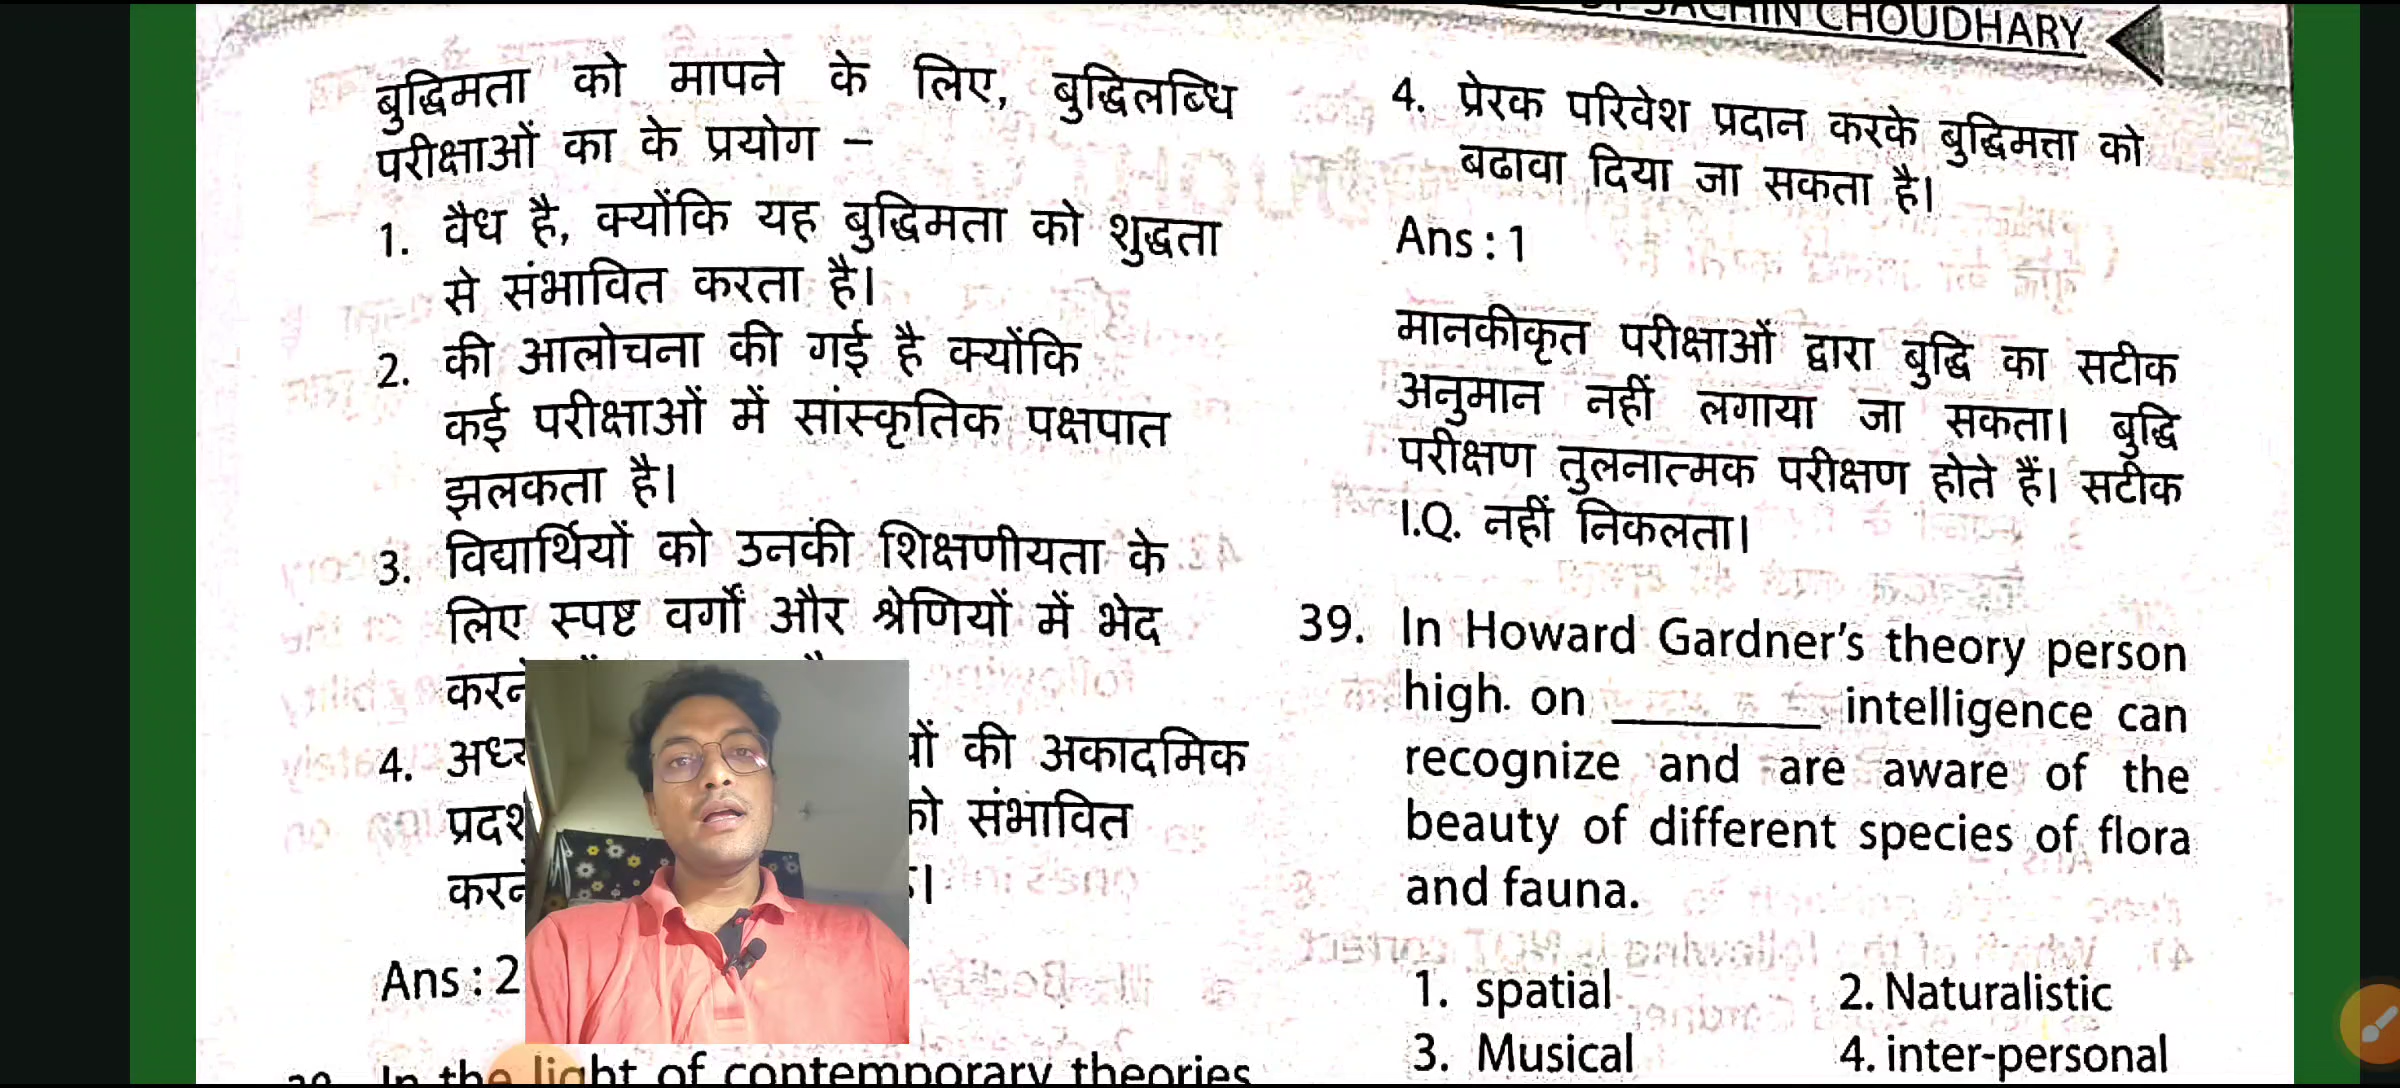 SACHIN CHOUDHARY
बुद्धिमता को मापने के लिए, बुद्धिलब्धि
परीक्षाओं का के प्रयोग –
1. वैध है, क्योंकि यह बुद्धिमता को शुद्धता
से संभावित करता है।
2. की आलोचना की गई है क्योंकि
कई परीक्षाओं में सांस्कृतिक पक्षपात
झलकता है।
3. विद्यार्थियों को उनकी शिक्षणीयता के
लिए स्पष्ट वर्गों और श्रेणियों में भेद
4. की अकादमिक
संभावित
Ans : 2
In the light of contemporary theories
4. प्रेरक परिवेश प्रदान करके बुद्धिमत्ता को
बढावा दिया जा सकता है।
Ans : 1
मानकीकृत परीक्षाओं द्वारा बुद्धि का सटीक
अनुमान नहीं लगाया जा सकता। बुद्धि
परीक्षण तुलनात्मक परीक्षण होते हैं। सटीक
I.Q. नहीं निकलता।
39. In Howard Gardner's theory person
high. on ________ intelligence can
recognize and are aware of the
beauty of different species of flora
and fauna.
1. spatial 2. Naturalistic
3. Musical 4. inter-personal